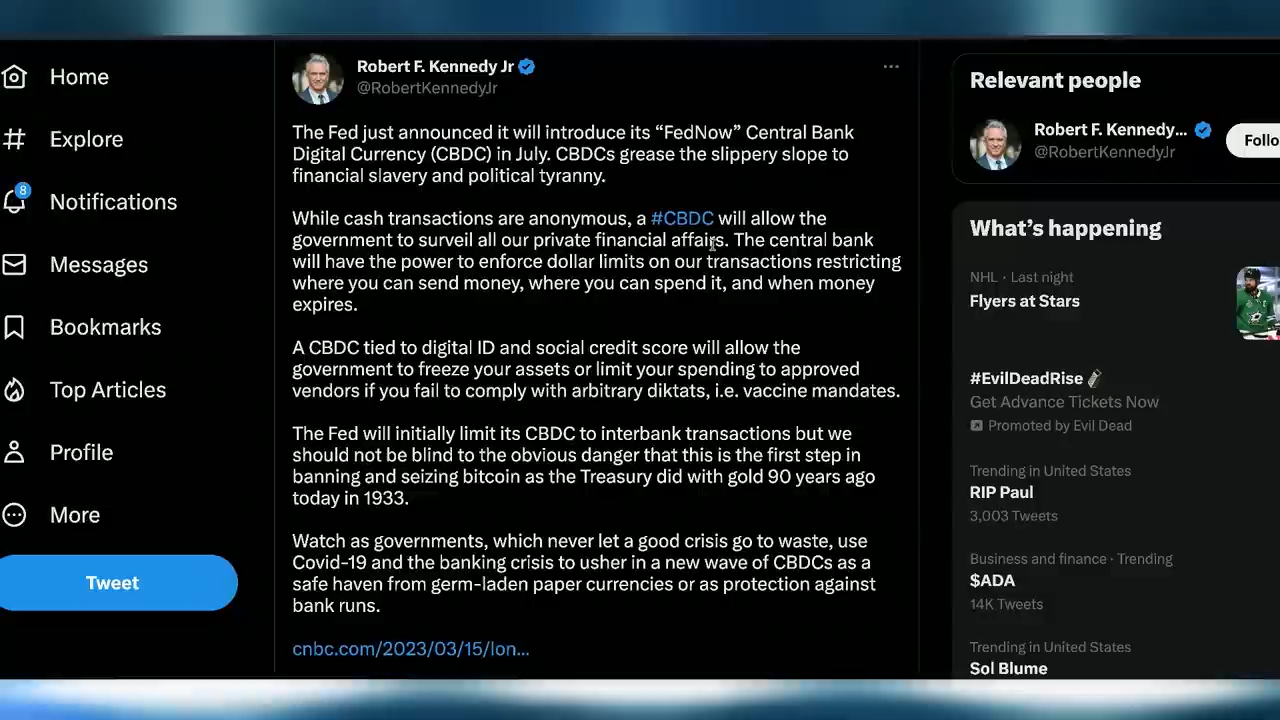 Home
Explore
8
Notifications
Messages
Bookmarks
Top Articles
Profile
More
Tweet
Robert F. Kennedy Jr
@RobertKennedyJr
The Fed just announced it will introduce its “FedNow” Central Bank
Digital Currency (CBDC) in July. CBDCs grease the slippery slope to
financial slavery and political tyranny.
While cash transactions are anonymous, a #CBDC will allow the
government to surveil all our private financial affairs. The central bank
will have the power to enforce dollar limits on our transactions restricting
where you can send money, where you can spend it, and when money
expires.
A CBDC tied to digital ID and social credit score will allow the
government to freeze your assets or limit your spending to approved
vendors if you fail to comply with arbitrary diktats, i.e. vaccine mandates.
The Fed will initially limit its CBDC to interbank transactions but we
should not be blind to the obvious danger that this is the first step in
banning and seizing bitcoin as the Treasury did with gold 90 years ago
today in 1933.
Watch as governments, which never let a good crisis go to waste, use
Covid-19 and the banking crisis to usher in a new wave of CBDCs as a
safe haven from germ-laden paper currencies or as protection against
bank runs.
cnbc.com/2023/03/15/lon...
Relevant people
Robert F. Kennedy...
@RobertKennedyJr
Follo
What’s happening
NHL · Last night
Flyers at Stars
#EvilDeadRise
Get Advance Tickets Now
Promoted by Evil Dead
Trending in United States
RIP Paul
3,003 Tweets
Business and finance · Trending
$ADA
14K Tweets
Trending in United States
Sol Blume